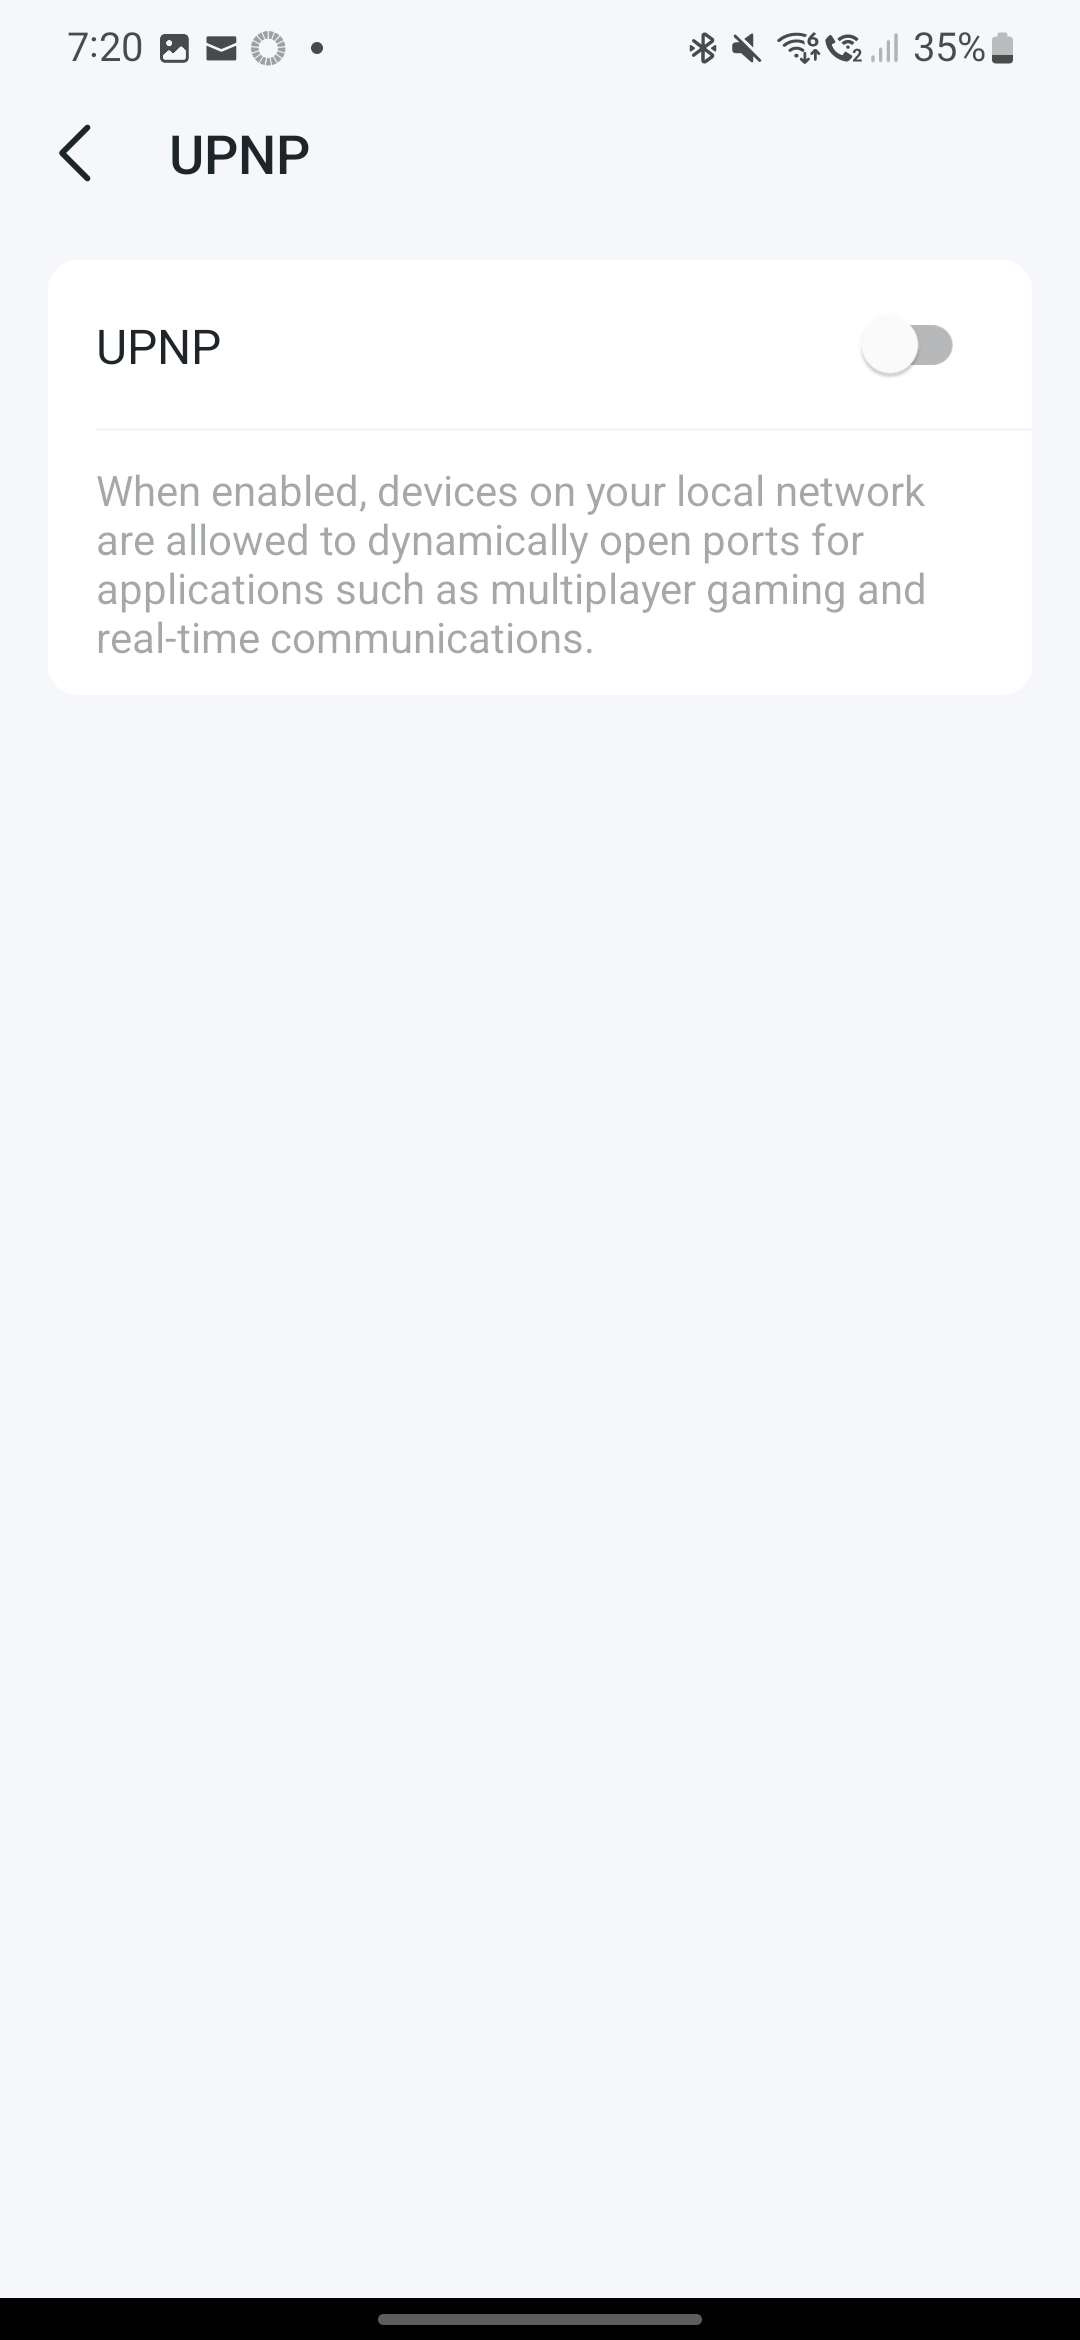 7:20 35%
UPNP
UPNP
When enabled, devices on your local network
are allowed to dynamically open ports for
applications such as multiplayer gaming and
real-time communications.